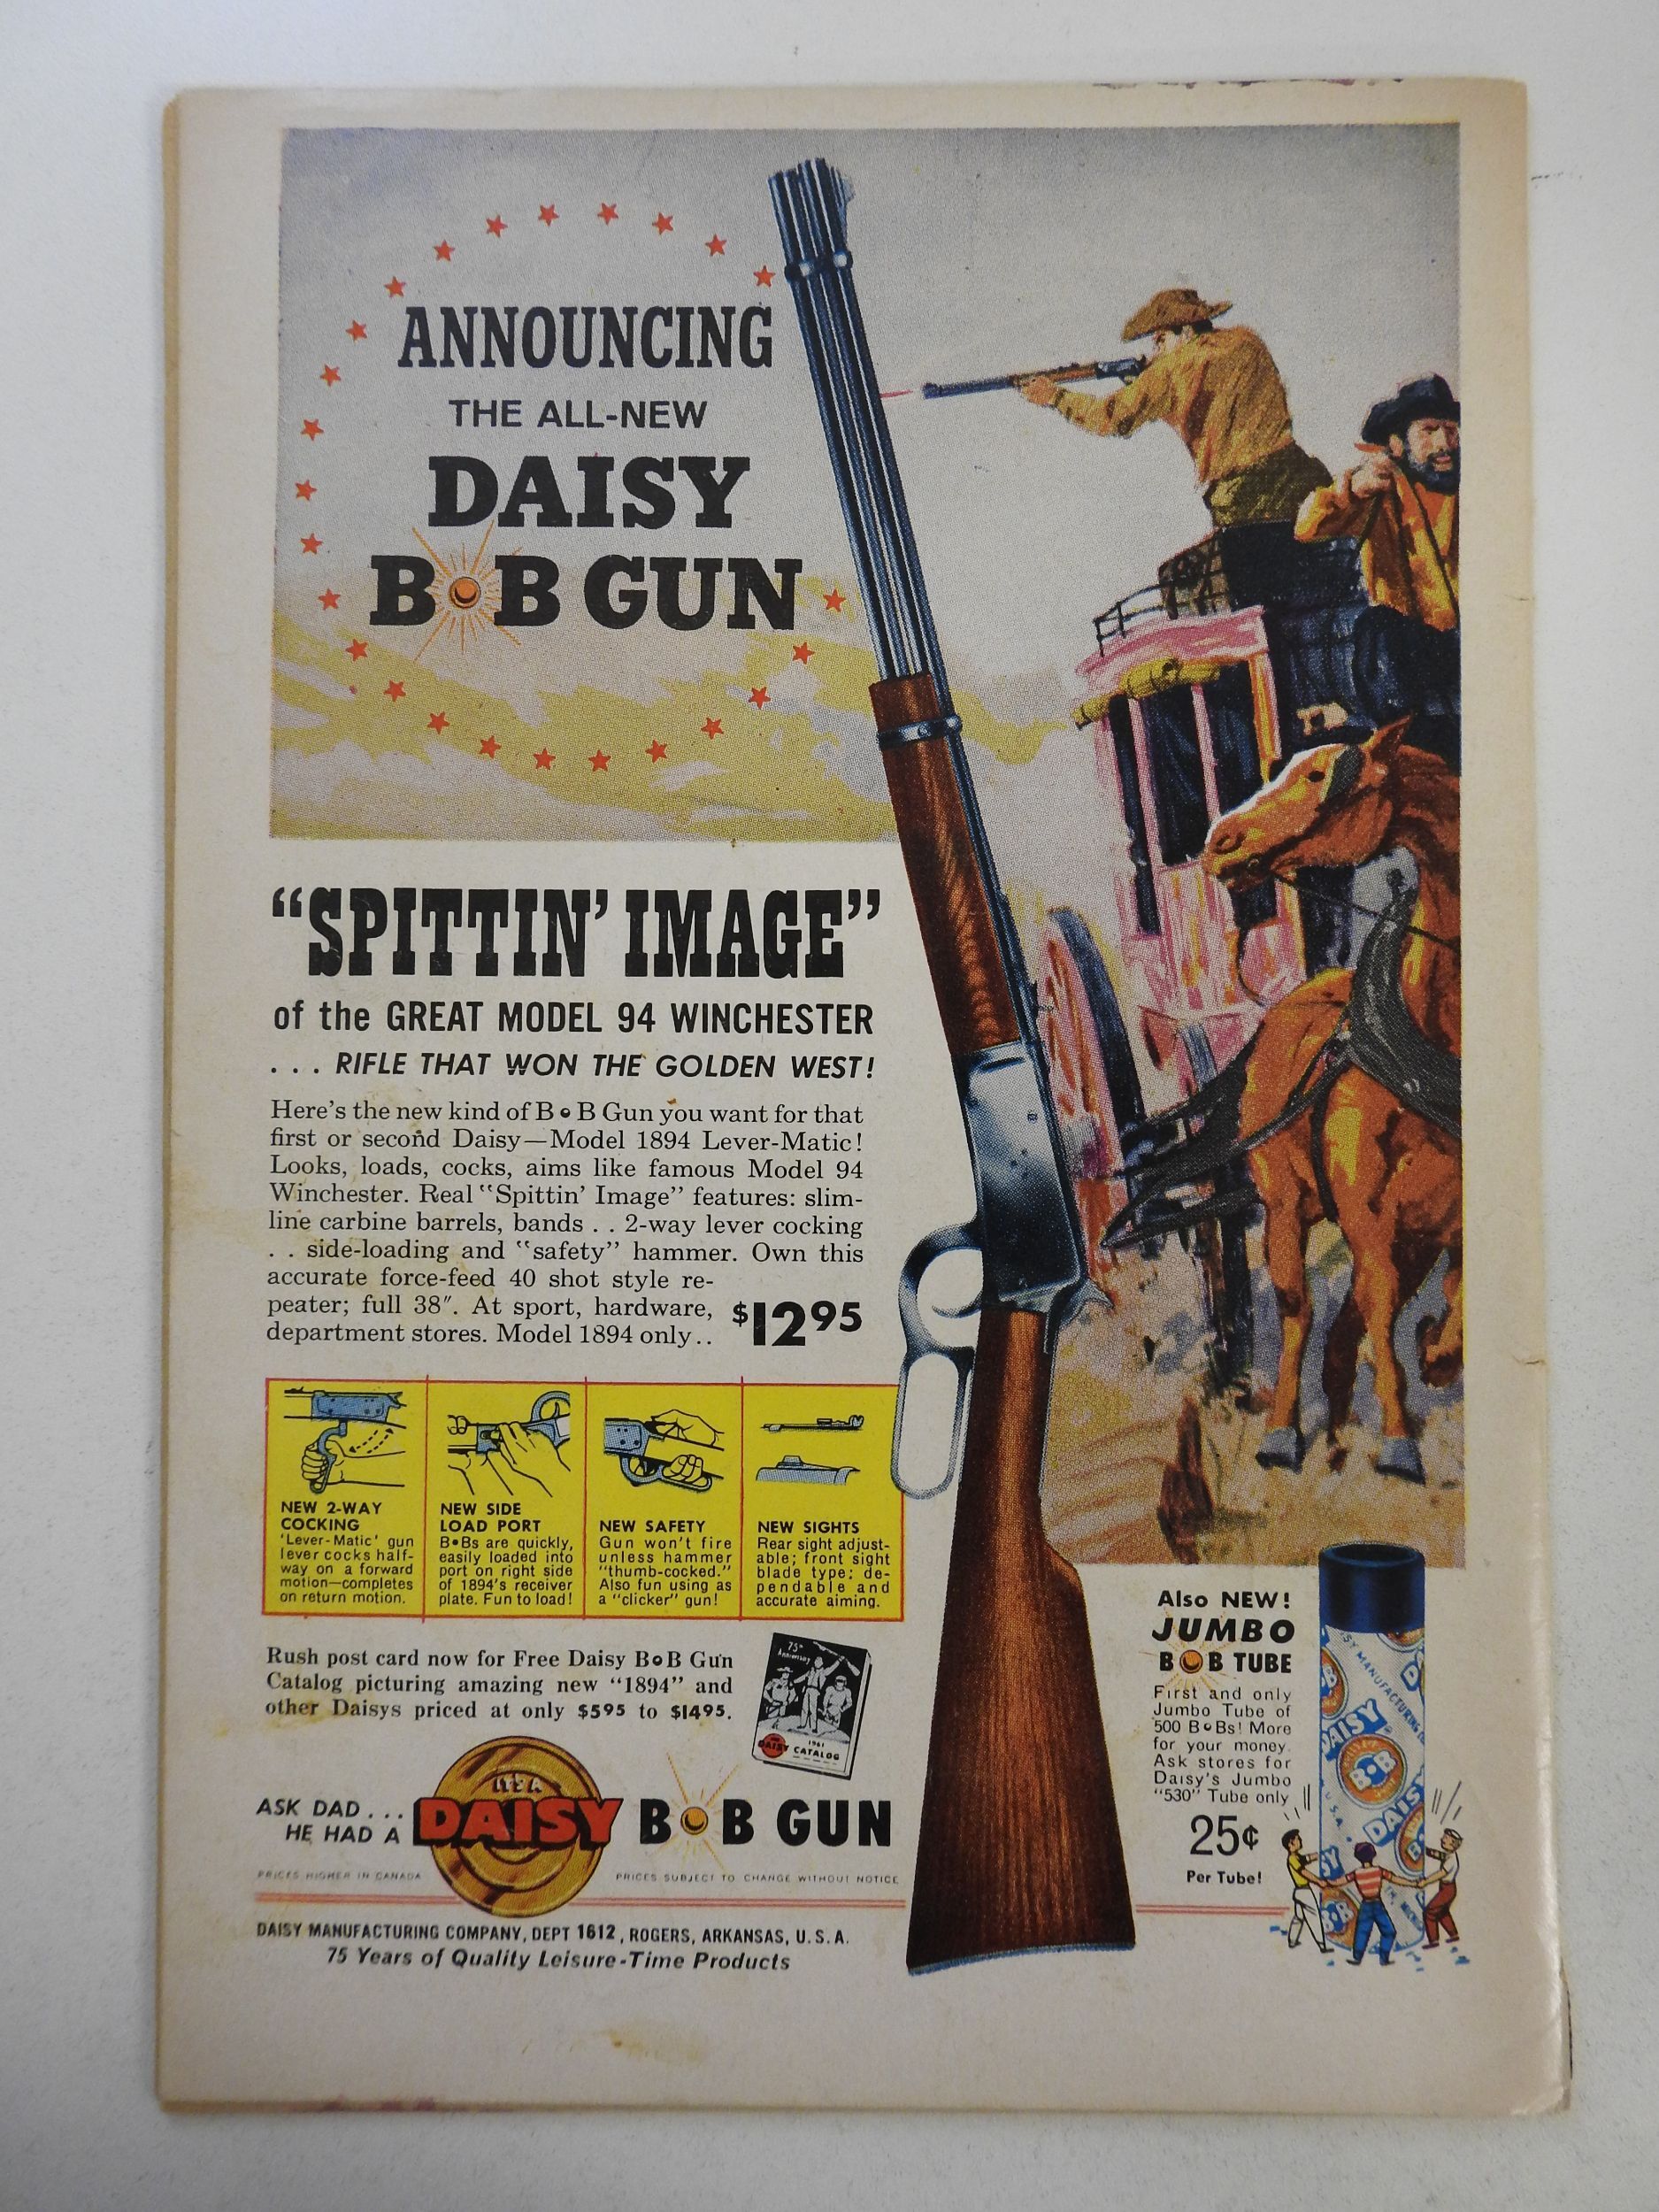 ANNOUNCING
THE ALL-NEW
DAISY
B•B GUN
“SPITTIN’ IMAGE”
of the GREAT MODEL 94 WINCHESTER
. . . RIFLE THAT WON THE GOLDEN WEST!
Here's the new kind of B•B Gun you want for that
first or second Daisy—Model 1894 Lever-Matic!
Looks, loads, cocks, aims like famous Model 94
Winchester. Real “Spittin’ Image” features: slim-
line carbine barrels, bands . . 2-way lever cocking
. . side-loading and “safety” hammer. Own this
accurate force-feed 40 shot style re-
peater; full 38″. At sport, hardware,
department stores. Model 1894 only..
$12 95
NEW 2-WAY
COCKING
'Lever-Matic' gun
lever cocks half-
way on a forward
motion—completes
on return motion.
NEW SIDE
LOAD PORT
B•Bs are quickly,
easily loaded into
port on right side
of 1894's receiver
plate. Fun to load!
NEW SAFETY
Gun won't fire
unless hammer
"thumb-cocked."
Also fun using as
a "clicker" gun!
NEW SIGHTS
Rear sight adjust-
able; front sight
blade type; de-
pendable and
accurate aiming.
Rush post card now for Free Daisy B•B Gun
Catalog picturing amazing new “1894” and
other Daisys priced at only $5 95 to $14 95.
75th
Anniversary
1961
DAISY CATALOG
ASK DAD . . .
HE HAD A
IT'S A
DAISY
B•B GUN
PRICES HIGHER IN CANADA
PRICES SUBJECT TO CHANGE WITHOUT NOTICE
DAISY MANUFACTURING COMPANY, DEPT 1612, ROGERS, ARKANSAS, U.S.A.
75 Years of Quality Leisure-Time Products
Also NEW!
JUMBO
B•B TUBE
First and only
Jumbo Tube of
500 B•Bs! More
for your money.
Ask stores for
Daisy's Jumbo
“530” Tube only
25¢
Per Tube!
DAISY MANUFACTURING
DAISY
B•B
DAISY